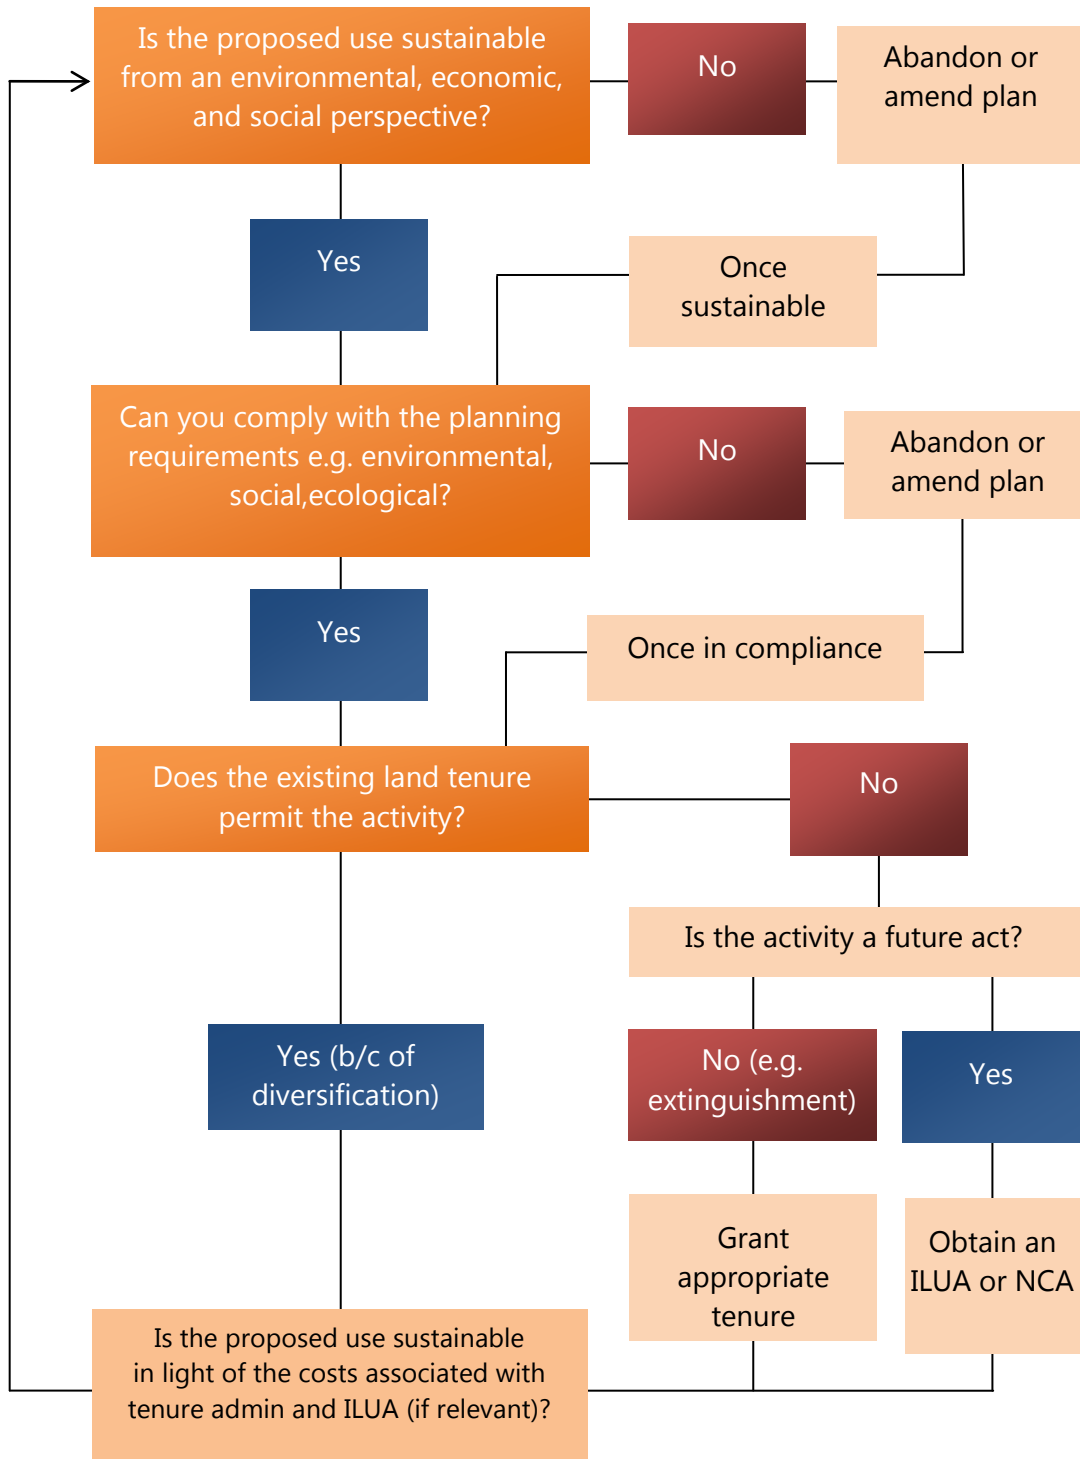 Is the proposed use sustainable
from an environmental, economic,
and social perspective?
No
Abandon or
amend plan
Yes
Once
sustainable
Can you comply with the planning
requirements e.g. environmental,
social,ecological?
No
Abandon or
amend plan
Yes
Once in compliance
Does the existing land tenure
permit the activity?
No
Is the activity a future act?
Yes (b/c of
diversification)
No (e.g.
extinguishment)
Yes
Grant
appropriate
tenure
Obtain an
ILUA or NCA
Is the proposed use sustainable
in light of the costs associated with
tenure admin and ILUA (if relevant)?